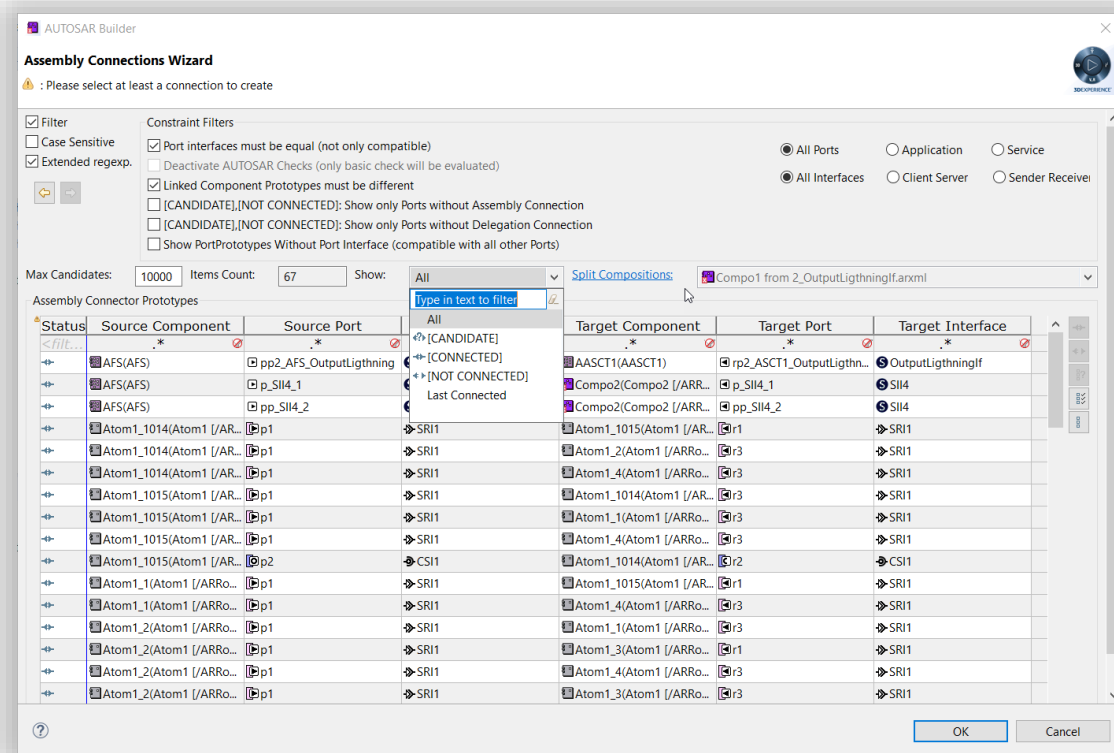 AUTOSAR Builder
Assembly Connections Wizard
: Please select at least a connection to create
3DEXPERIENCE
Filter
Case Sensitive
Extended regexp.
Constraint Filters
Port interfaces must be equal (not only compatible)
Deactivate AUTOSAR Checks (only basic check will be evaluated)
Linked Component Prototypes must be different
[CANDIDATE],[NOT CONNECTED]: Show only Ports without Assembly Connection
[CANDIDATE],[NOT CONNECTED]: Show only Ports without Delegation Connection
Show PortPrototypes Without Port Interface (compatible with all other Ports)
All Ports Application Service
All Interfaces Client Server Sender Receiver
Max Candidates: 10000 Items Count: 67 Show: All Split Compositions: Compo1 from 2_OutputLigthningIf.arxml
Type in text to filter
All
[CANDIDATE]
[CONNECTED]
[NOT CONNECTED]
Last Connected
Assembly Connector Prototypes
Status Source Component Source Port Target Component Target Port Target Interface
<filt... .* .* .* .* .*
AFS(AFS) pp2_AFS_OutputLigthning AASCT1(AASCT1) rp2_ASCT1_OutputLigthn... OutputLigthningIf
AFS(AFS) p_SII4_1 Compo2(Compo2 [/ARR... p_SII4_1 SII4
AFS(AFS) pp_SII4_2 Compo2(Compo2 [/ARR... pp_SII4_2 SII4
Atom1_1014(Atom1 [/AR... p1 SRI1 Atom1_1015(Atom1 [/AR... r1 SRI1
Atom1_1014(Atom1 [/AR... p1 SRI1 Atom1_2(Atom1 [/ARRo... r3 SRI1
Atom1_1014(Atom1 [/AR... p1 SRI1 Atom1_4(Atom1 [/ARRo... r3 SRI1
Atom1_1015(Atom1 [/AR... p1 SRI1 Atom1_1014(Atom1 [/AR... r3 SRI1
Atom1_1015(Atom1 [/AR... p1 SRI1 Atom1_1(Atom1 [/ARRo... r3 SRI1
Atom1_1015(Atom1 [/AR... p1 SRI1 Atom1_4(Atom1 [/ARRo... r3 SRI1
Atom1_1015(Atom1 [/AR... p2 CSI1 Atom1_1014(Atom1 [/AR... r2 CSI1
Atom1_1(Atom1 [/ARRo... p1 SRI1 Atom1_1015(Atom1 [/AR... r1 SRI1
Atom1_1(Atom1 [/ARRo... p1 SRI1 Atom1_4(Atom1 [/ARRo... r3 SRI1
Atom1_2(Atom1 [/ARRo... p1 SRI1 Atom1_1(Atom1 [/ARRo... r3 SRI1
Atom1_2(Atom1 [/ARRo... p1 SRI1 Atom1_3(Atom1 [/ARRo... r1 SRI1
Atom1_2(Atom1 [/ARRo... p1 SRI1 Atom1_4(Atom1 [/ARRo... r3 SRI1
Atom1_2(Atom1 [/ARRo... p1 SRI1 Atom1_3(Atom1 [/ARRo... r3 SRI1
OK Cancel